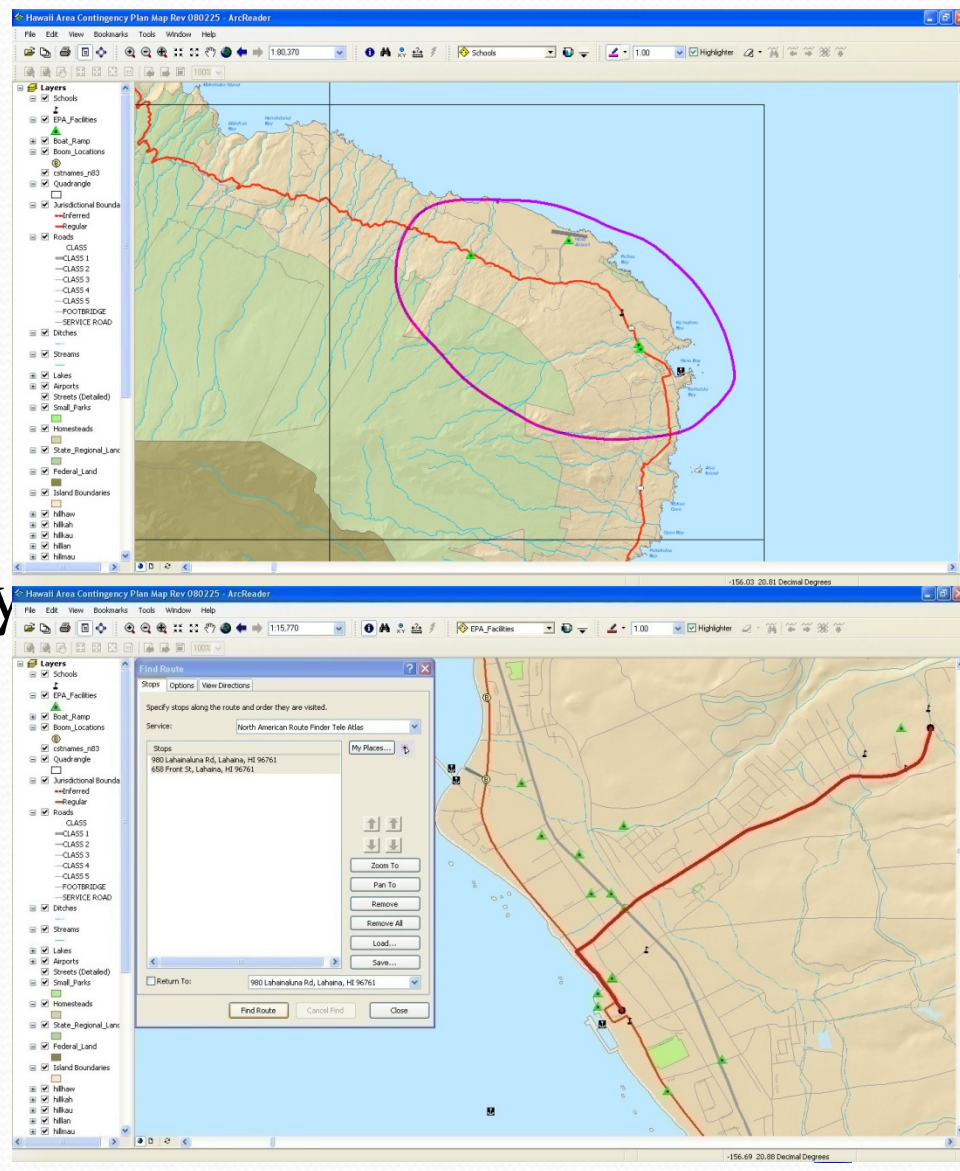 Hawaii Area Contingency Plan Map Rev 080225 - ArcReader
File Edit View Bookmarks Tools Window Help
1:80,370 Schools 1.00 Highlighter
100%
Layers
Schools
EPA_Facilities
Boat_Ramp
Boom_Locations
B
cstnames_n83
Quadrangle
Jurisdictional Bounda
Inferred
Regular
Roads
CLASS
CLASS 1
CLASS 2
CLASS 3
CLASS 4
CLASS 5
FOOTBRIDGE
SERVICE ROAD
Ditches
Streams
Lakes
Airports
Streets (Detailed)
Small_Parks
Homesteads
State_Regional_Lanc
Federal_Land
Island Boundaries
hillhaw
hillkah
hillkau
hillan
hillmau
Hana
Airport
-156.03 20.81 Decimal Degrees
y
Hawaii Area Contingency Plan Map Rev 080225 - ArcReader
File Edit View Bookmarks Tools Window Help
1:15,770 EPA_Facilities 1.00 Highlighter
100%
Layers
Schools
EPA_Facilities
Boat_Ramp
Boom_Locations
B
cstnames_n83
Quadrangle
Jurisdictional Bounda
Inferred
Regular
Roads
CLASS
CLASS 1
CLASS 2
CLASS 3
CLASS 4
CLASS 5
FOOTBRIDGE
SERVICE ROAD
Ditches
Streams
Lakes
Airports
Streets (Detailed)
Small_Parks
Homesteads
State_Regional_Lanc
Federal_Land
Island Boundaries
hillhaw
hillkah
hillkau
hillan
hillmau
Find Route
Stops Options View Directions
Specify stops along the route and order they are visited.
Service: North American Route Finder Tele Atlas
Stops
My Places...
980 Lahainaluna Rd, Lahaina, HI 96761
658 Front St, Lahaina, HI 96761
Zoom To
Pan To
Remove
Remove All
Load...
Save...
Return To: 980 Lahainaluna Rd, Lahaina, HI 96761
Find Route Cancel Find Close
-156.69 20.88 Decimal Degrees